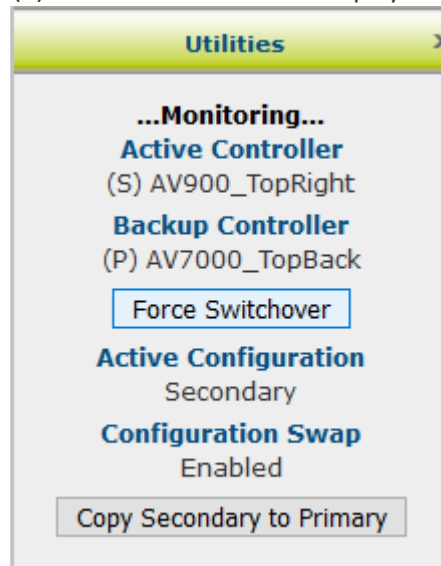 Utilities
...Monitoring...
Active Controller
(S) AV900_TopRight
Backup Controller
(P) AV7000_TopBack
Force Switchover
Active Configuration
Secondary
Configuration Swap
Enabled
Copy Secondary to Primary